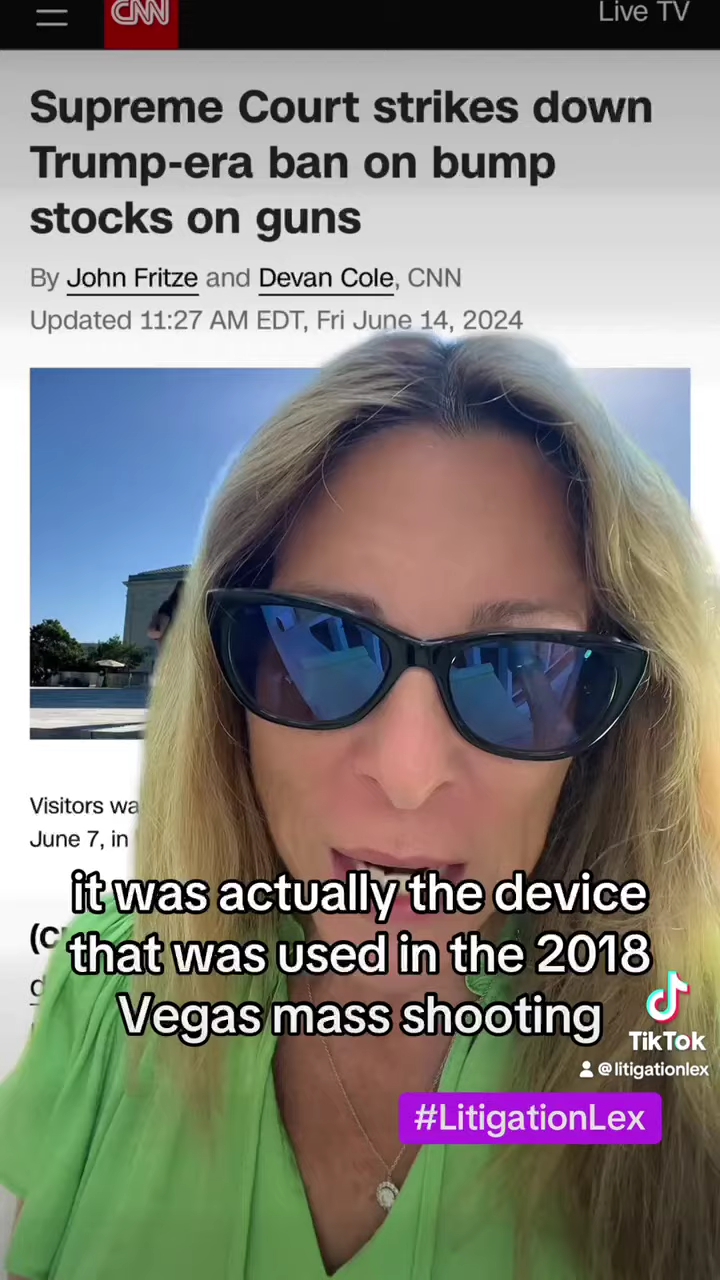 CNN
Live TV
Supreme Court strikes down
Trump-era ban on bump
stocks on guns
By John Fritze and Devan Cole, CNN
Updated 11:27 AM EDT, Fri June 14, 2024
Visitors wa
June 7, in
it was actually the device
that was used in the 2018
Vegas mass shooting
TikTok
@litigationlex
#LitigationLex